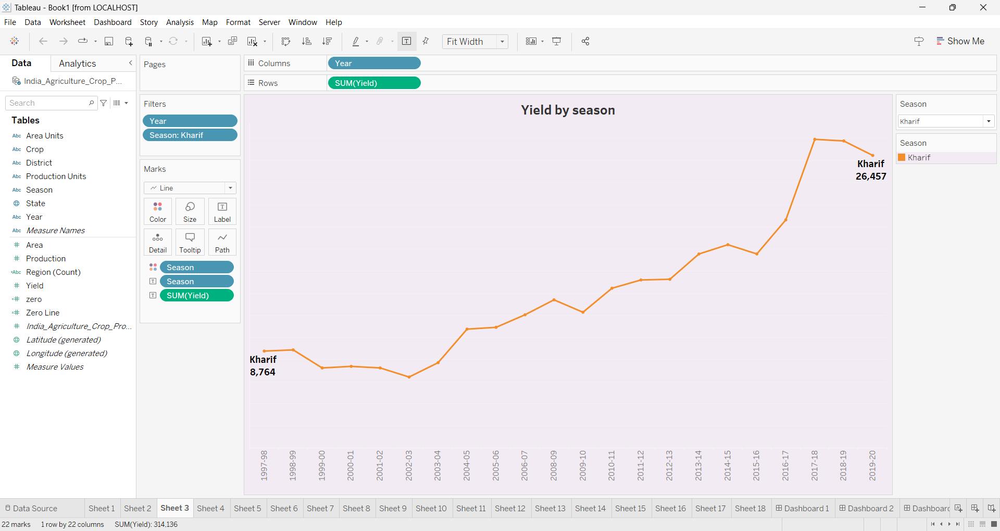 Tableau - Book1 [from LOCALHOST]
File Data Worksheet Dashboard Story Analysis Map Format Server Window Help
Fit Width
Show Me
Data Analytics
India_Agriculture_Crop_P...
Search
Tables
Abc Area Units
Abc Crop
Abc District
Abc Production Units
Abc Season
State
Abc Year
Abc Measure Names
# Area
# Production
=Abc Region (Count)
# Yield
=# zero
=# Zero Line
# India_Agriculture_Crop_Pro...
Latitude (generated)
Longitude (generated)
# Measure Values
Pages
Filters
Year
Season: Kharif
Marks
Line
Color Size Label
Detail Tooltip Path
Season
Season
SUM(Yield)
Columns Year
Rows SUM(Yield)
Yield by season
Kharif
26,457
Kharif
8,764
1997-98 1998-99 1999-00 2000-01 2001-02 2002-03 2003-04 2004-05 2005-06 2006-07 2008-09 2009-10 2010-11 2011-12 2012-13 2013-14 2014-15 2015-16 2016-17 2017-18 2018-19 2019-20
Season
Kharif
Season
Kharif
Data Source Sheet 1 Sheet 2 Sheet 3 Sheet 4 Sheet 5 Sheet 6 Sheet 7 Sheet 8 Sheet 9 Sheet 10 Sheet 11 Sheet 12 Sheet 13 Sheet 14 Sheet 15 Sheet 16 Sheet 17 Sheet 18 Dashboard 1 Dashboard 2 Dashboard
22 marks 1 row by 22 columns SUM(Yield): 314,136